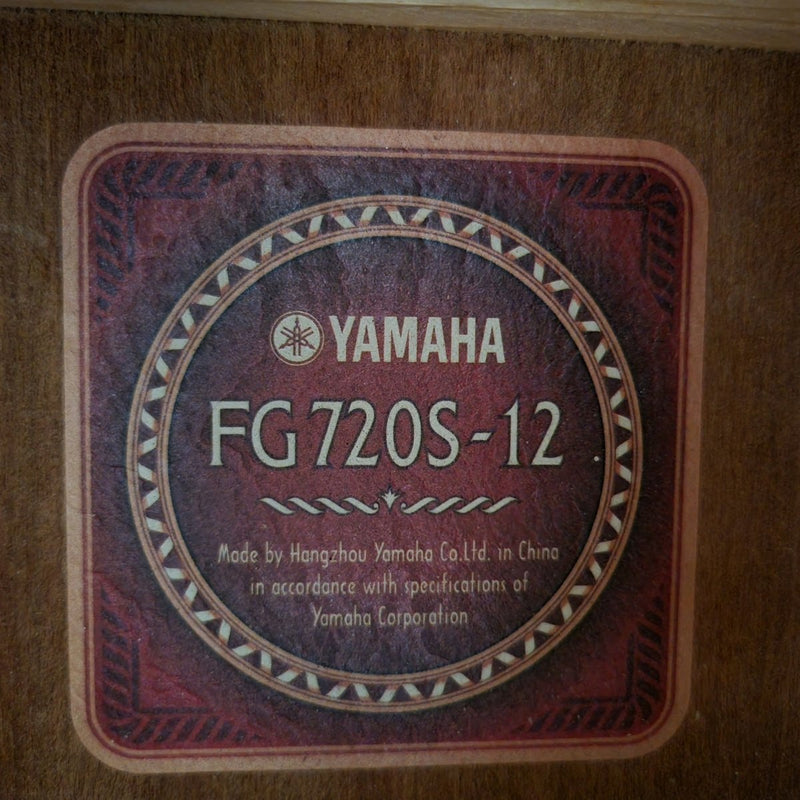 YAMAHA
FG720S-12
Made by Hangzhou Yamaha Co.Ltd. in China
in accordance with specifications of
Yamaha Corporation